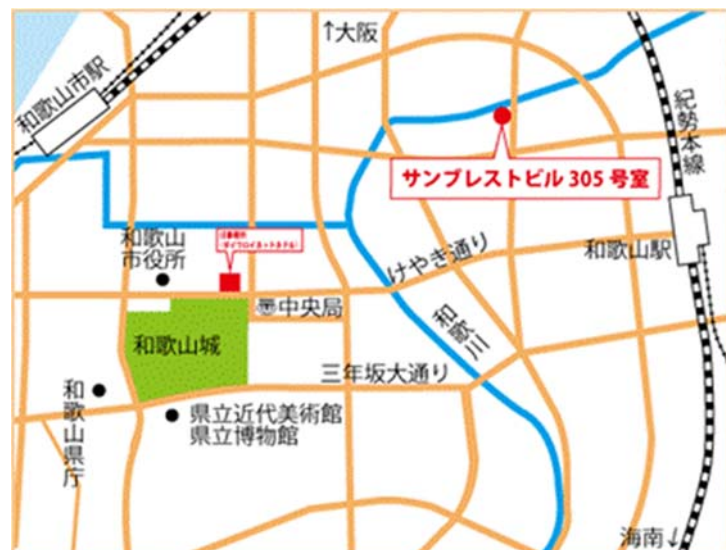 ↑大阪
和歌山市駅
紀勢本線
サンブレストビル 305 号室
和歌山
市役所
けやき通り
和歌山駅
〶中央局
和歌川
和歌山城
三年坂大通り
和歌山県庁
県立近代美術館
県立博物館
海南↓